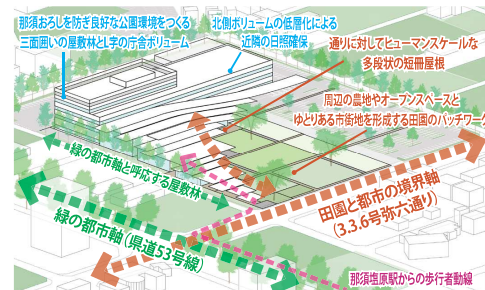 那須おろしを防ぎ良好な公園環境をつくる
三面囲いの屋敷林とL字の庁舎ボリューム
北側ボリュームの低層化による
近隣の日照確保
通りに対してヒューマンスケールな
多段状の短冊屋根
周辺の農地やオープンスペースと
ゆとりある市街地を形成する田園のパッチワーク
緑の都市軸と呼応する屋敷林
緑の都市軸(県道53号線)
田園と都市の境界軸
(3.3.6号弥六通り)
那須塩原駅からの歩行者動線